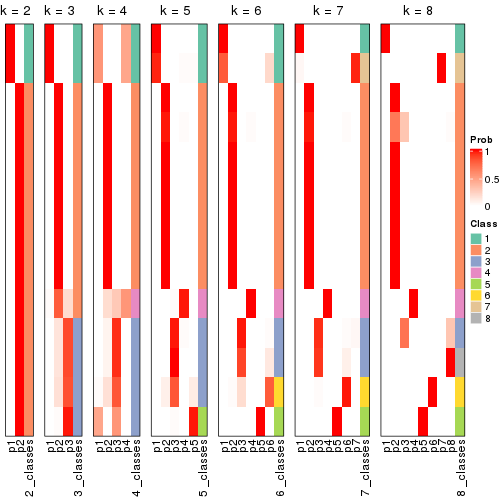 k = 2 k = 3 k = 4 k = 5 k = 6 k = 7 k = 8
Prob
1
0.5
0
Class
1
2
3
4
5
6
7
8
p1 p2 2_classes
p1 p2 p3 3_classes
p1 p2 p3 p4 4_classes
p1 p2 p3 p4 p5 5_classes
p1 p2 p3 p4 p5 p6 6_classes
p1 p2 p3 p4 p5 p6 p7 7_classes
p1 p2 p3 p4 p5 p6 p7 p8 8_classes